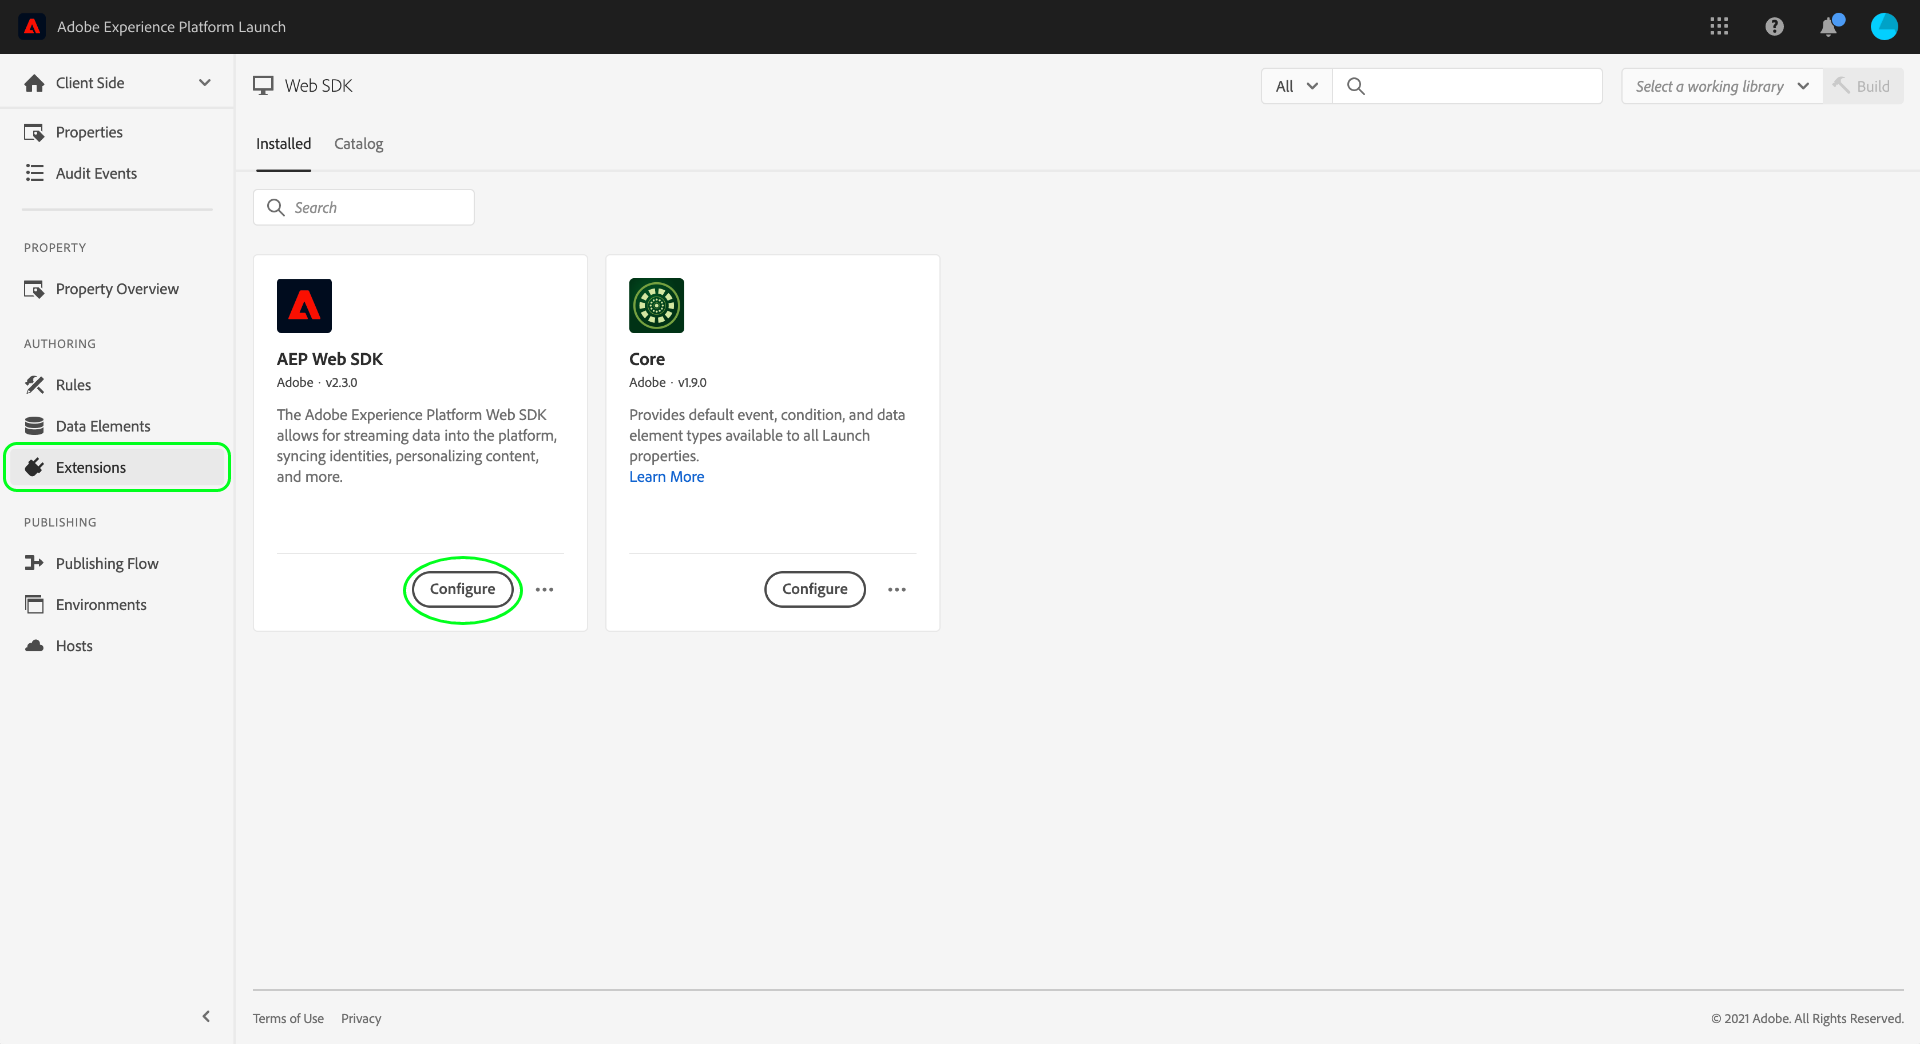 Adobe Experience Platform Launch
Client Side
Properties
Audit Events
PROPERTY
Property Overview
AUTHORING
Rules
Data Elements
Extensions
PUBLISHING
Publishing Flow
Environments
Hosts
Web SDK
All
Select a working library
Build
Installed
Catalog
Search
AEP Web SDK
Adobe · v2.3.0
The Adobe Experience Platform Web SDK
allows for streaming data into the platform,
syncing identities, personalizing content,
and more.
Configure
Core
Adobe · v1.9.0
Provides default event, condition, and data
element types available to all Launch
properties.
Learn More
Configure
Terms of Use
Privacy
© 2021 Adobe. All Rights Reserved.